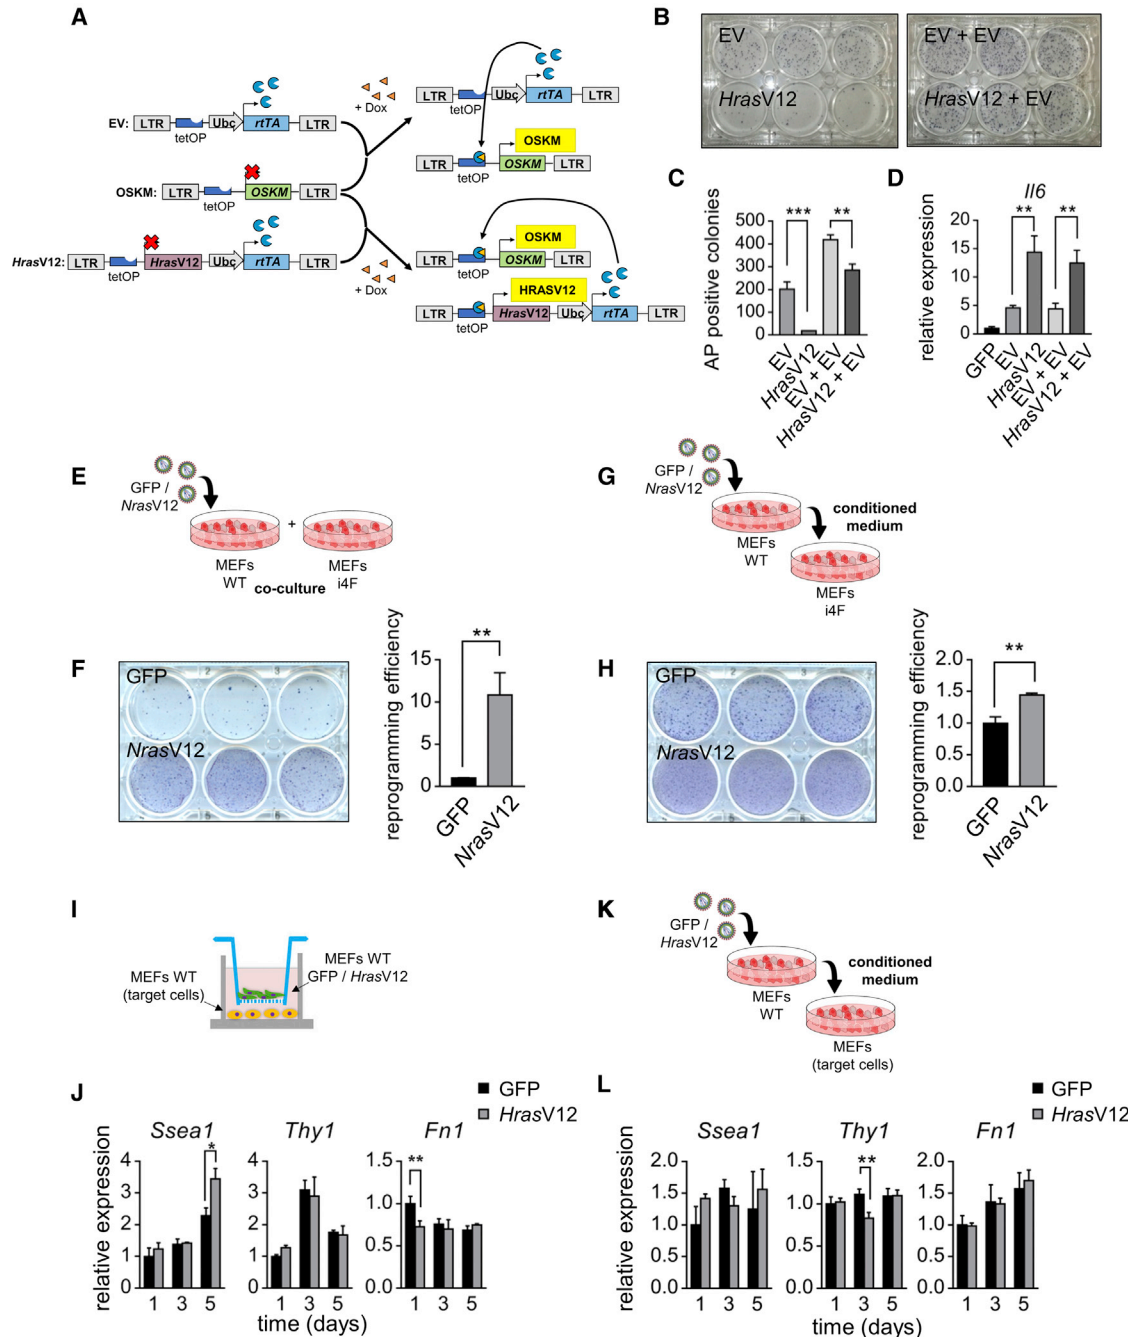 A
EV: LTR Ubc rtTA LTR
tetOP
+ Dox
OSKM: LTR OSKM LTR
tetOP
HrasV12: LTR HrasV12 Ubc rtTA LTR
tetOP
+ Dox
LTR Ubc rtTA LTR
tetOP
OSKM
LTR OSKM LTR
tetOP
OSKM
LTR OSKM LTR
tetOP
HRASV12
LTR HrasV12 Ubc rtTA LTR
tetOP
B
EV
HrasV12
EV + EV
HrasV12 + EV
C
AP positive colonies
500
400
300
200
100
0
***
**
EV
HrasV12
EV + EV
HrasV12 + EV
D
Il6
relative expression
20
15
10
5
0
**
**
GFP
EV
HrasV12
EV + EV
HrasV12 + EV
E
GFP /
NrasV12
+
MEFs
WT
co-culture
MEFs
i4F
F
GFP
NrasV12
reprogramming efficiency
15
10
5
0
**
GFP
NrasV12
G
GFP /
NrasV12
MEFs
WT
conditioned
medium
MEFs
i4F
H
GFP
NrasV12
reprogramming efficiency
2.0
1.5
1.0
0.5
0.0
**
GFP
NrasV12
I
MEFs WT
(target cells)
MEFs WT
GFP / HrasV12
K
GFP /
HrasV12
MEFs
WT
conditioned
medium
MEFs
(target cells)
J
GFP
HrasV12
relative expression
Ssea1
4
3
2
1
0
*
1 3 5
Thy1
4
3
2
1
0
1 3 5
Fn1
1.5
1.0
0.5
0.0
**
1 3 5
time (days)
L
GFP
HrasV12
relative expression
Ssea1
2.0
1.5
1.0
0.5
0.0
1 3 5
Thy1
1.5
1.0
0.5
0.0
**
1 3 5
Fn1
2.0
1.5
1.0
0.5
0.0
1 3 5
time (days)